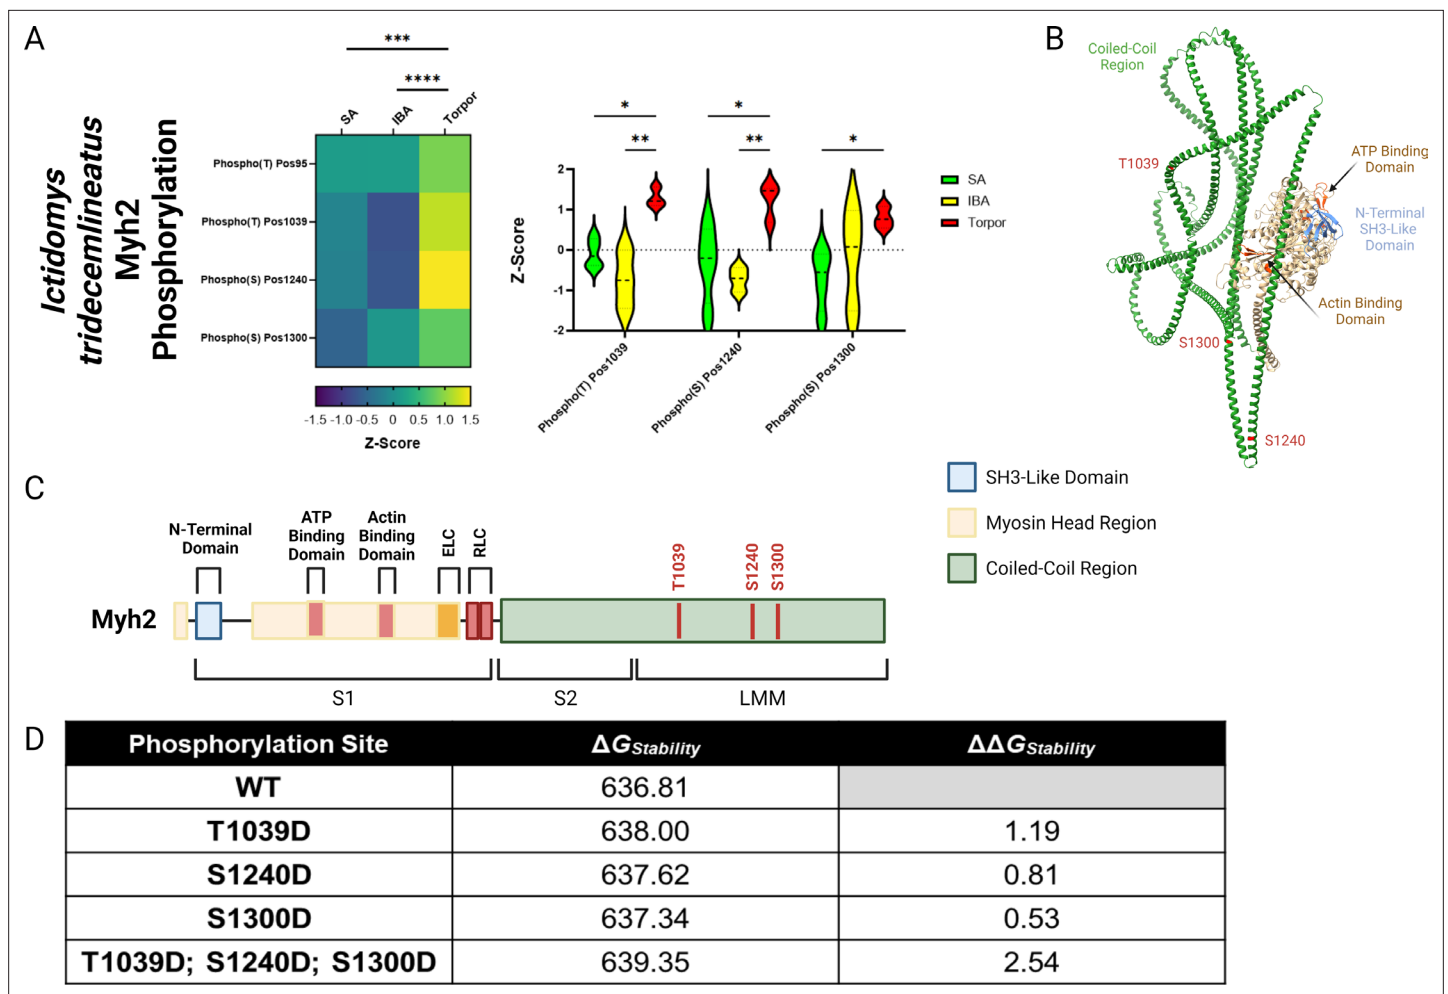 A
***
****
SA
IBA
Torpor
Ictidomys
tridecemlineatus
Myh2
Phosphorylation
Phospho(T) Pos95
Phospho(T) Pos1039
Phospho(S) Pos1240
Phospho(S) Pos1300
-1.5 -1.0 -0.5 0 0.5 1.0 1.5
Z-Score
* * *
** **
Z-Score
2
1
0
-1
-2
Phospho(T) Pos1039
Phospho(S) Pos1240
Phospho(S) Pos1300
SA
IBA
Torpor
B
Coiled-Coil
Region
T1039
ATP Binding
Domain
N-Terminal
SH3-Like
Domain
Actin Binding
Domain
S1300
S1240
C
N-Terminal
Domain
ATP
Binding
Domain
Actin
Binding
Domain
ELC
RLC
T1039
S1240
S1300
Myh2
S1
S2
LMM
SH3-Like Domain
Myosin Head Region
Coiled-Coil Region
D
Phosphorylation Site ΔGStability ΔΔGStability
WT 636.81
T1039D 638.00 1.19
S1240D 637.62 0.81
S1300D 637.34 0.53
T1039D; S1240D; S1300D 639.35 2.54